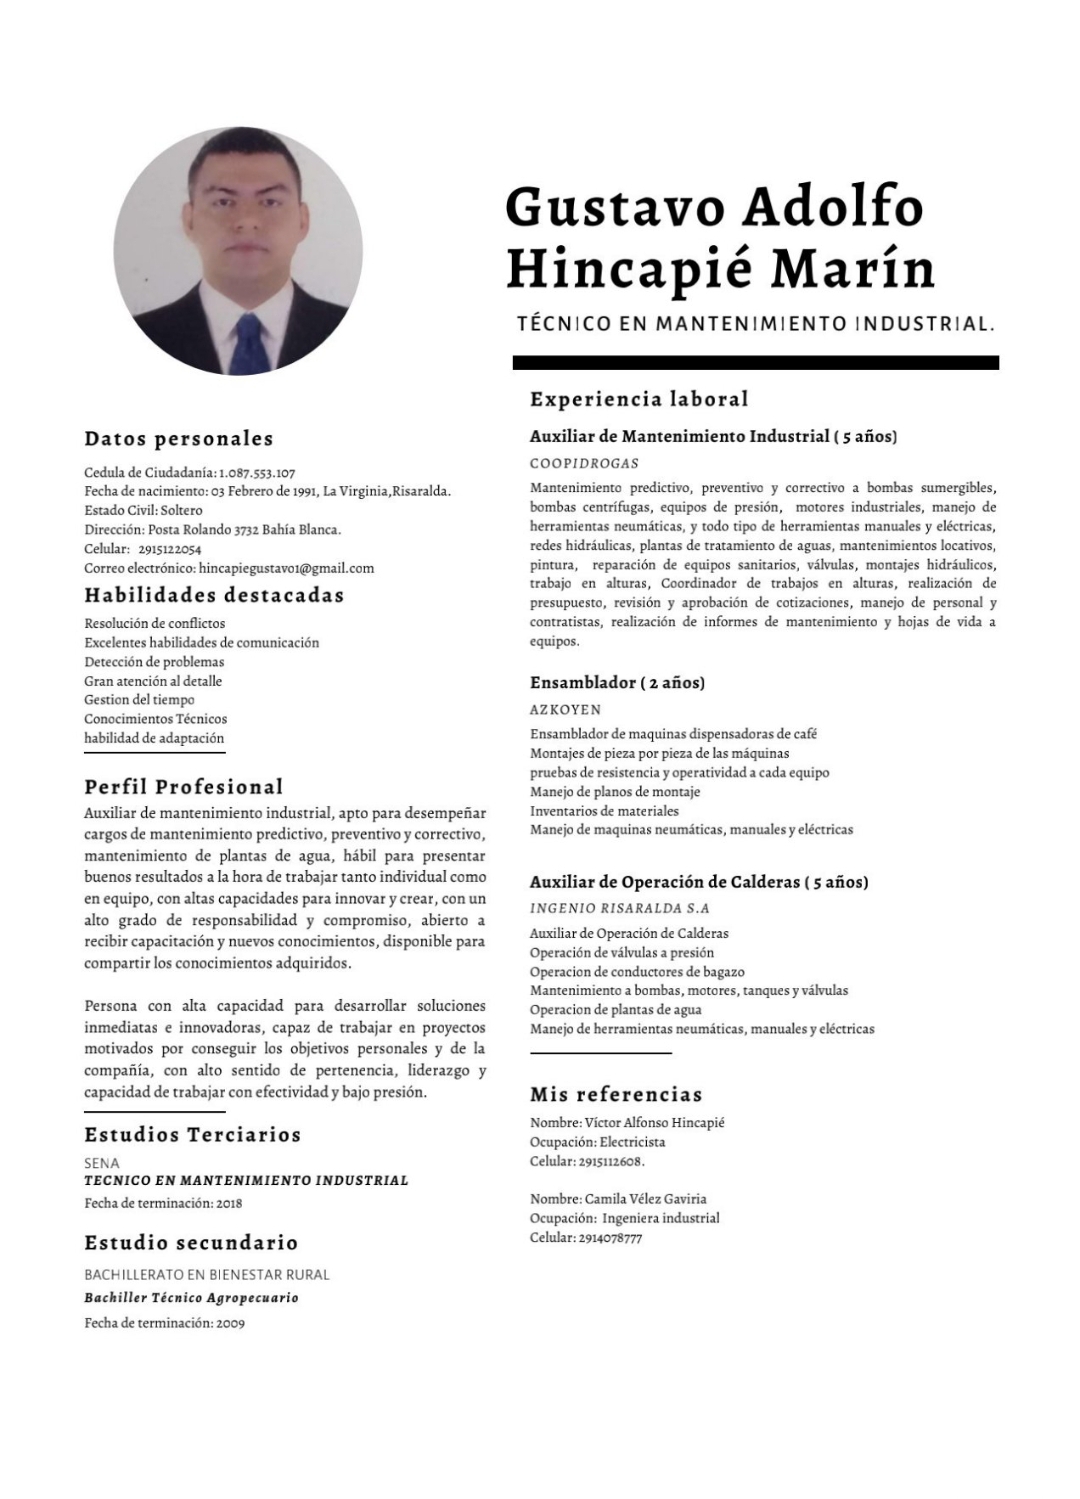 Gustavo Adolfo
Hincapié Marín
TÉCNICO EN MANTENIMIENTO INDUSTRIAL.
Datos personales
Cedula de Ciudadanía: 1.087.553.107
Fecha de nacimiento: 03 Febrero de 1991, La Virginia,Risaralda.
Estado Civil: Soltero
Dirección: Posta Rolando 3732 Bahía Blanca.
Celular: 2915122054
Correo electrónico: hincapiegustavo1@gmail.com
Habilidades destacadas
Resolución de conflictos
Excelentes habilidades de comunicación
Detección de problemas
Gran atención al detalle
Gestion del tiempo
Conocimientos Técnicos
habilidad de adaptación
Perfil Profesional
Auxiliar de mantenimiento industrial, apto para desempeñar
cargos de mantenimiento predictivo, preventivo y correctivo,
mantenimiento de plantas de agua, hábil para presentar
buenos resultados a la hora de trabajar tanto individual como
en equipo, con altas capacidades para innovar y crear, con un
alto grado de responsabilidad y compromiso, abierto a
recibir capacitación y nuevos conocimientos, disponible para
compartir los conocimientos adquiridos.
Persona con alta capacidad para desarrollar soluciones
inmediatas e innovadoras, capaz de trabajar en proyectos
motivados por conseguir los objetivos personales y de la
compañía, con alto sentido de pertenencia, liderazgo y
capacidad de trabajar con efectividad y bajo presión.
Estudios Terciarios
SENA
TECNICO EN MANTENIMIENTO INDUSTRIAL
Fecha de terminación: 2018
Estudio secundario
BACHILLERATO EN BIENESTAR RURAL
Bachiller Técnico Agropecuario
Fecha de terminación: 2009
Experiencia laboral
Auxiliar de Mantenimiento Industrial ( 5 años)
COOPIDROGAS
Mantenimiento predictivo, preventivo y correctivo a bombas sumergibles,
bombas centrífugas, equipos de presión, motores industriales, manejo de
herramientas neumáticas, y todo tipo de herramientas manuales y eléctricas,
redes hidráulicas, plantas de tratamiento de aguas, mantenimientos locativos,
pintura, reparación de equipos sanitarios, válvulas, montajes hidráulicos,
trabajo en alturas, Coordinador de trabajos en alturas, realización de
presupuesto, revisión y aprobación de cotizaciones, manejo de personal y
contratistas, realización de informes de mantenimiento y hojas de vida a
equipos.
Ensamblador ( 2 años)
AZKOYEN
Ensamblador de maquinas dispensadoras de café
Montajes de pieza por pieza de las máquinas
pruebas de resistencia y operatividad a cada equipo
Manejo de planos de montaje
Inventarios de materiales
Manejo de maquinas neumáticas, manuales y eléctricas
Auxiliar de Operación de Calderas ( 5 años)
INGENIO RISARALDA S.A
Auxiliar de Operación de Calderas
Operación de válvulas a presión
Operacion de conductores de bagazo
Mantenimiento a bombas, motores, tanques y válvulas
Operacion de plantas de agua
Manejo de herramientas neumáticas, manuales y eléctricas
Mis referencias
Nombre: Víctor Alfonso Hincapié
Ocupación: Electricista
Celular: 2915112608.
Nombre: Camila Vélez Gaviria
Ocupación: Ingeniera industrial
Celular: 2914078777